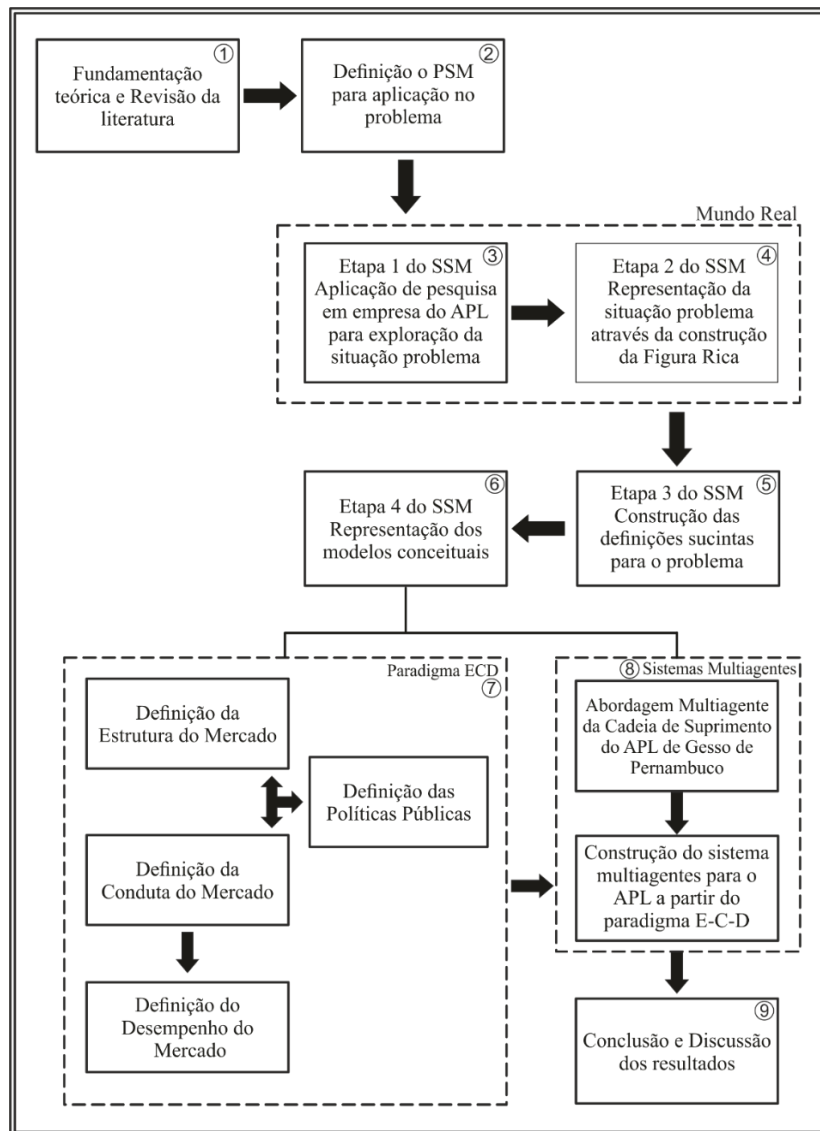 ①
Fundamentação
teórica e Revisão da
literatura
②
Definição o PSM
para aplicação no
problema
Mundo Real
③
Etapa 1 do SSM
Aplicação de pesquisa
em empresa do APL
para exploração da
situação problema
④
Etapa 2 do SSM
Representação da
situação problema
através da construção
da Figura Rica
⑤
Etapa 3 do SSM
Construção das
definições sucintas
para o problema
⑥
Etapa 4 do SSM
Representação dos
modelos conceituais
Paradigma ECD
⑦
Definição da
Estrutura do Mercado
Definição das
Políticas Públicas
Definição da
Conduta do Mercado
Definição do
Desempenho do
Mercado
⑧ Sistemas Multiagentes
Abordagem Multiagente
da Cadeia de Suprimento
do APL de Gesso de
Pernambuco
Construção do sistema
multiagentes para o
APL a partir do
paradigma E-C-D
⑨
Conclusão e Discussão
dos resultados